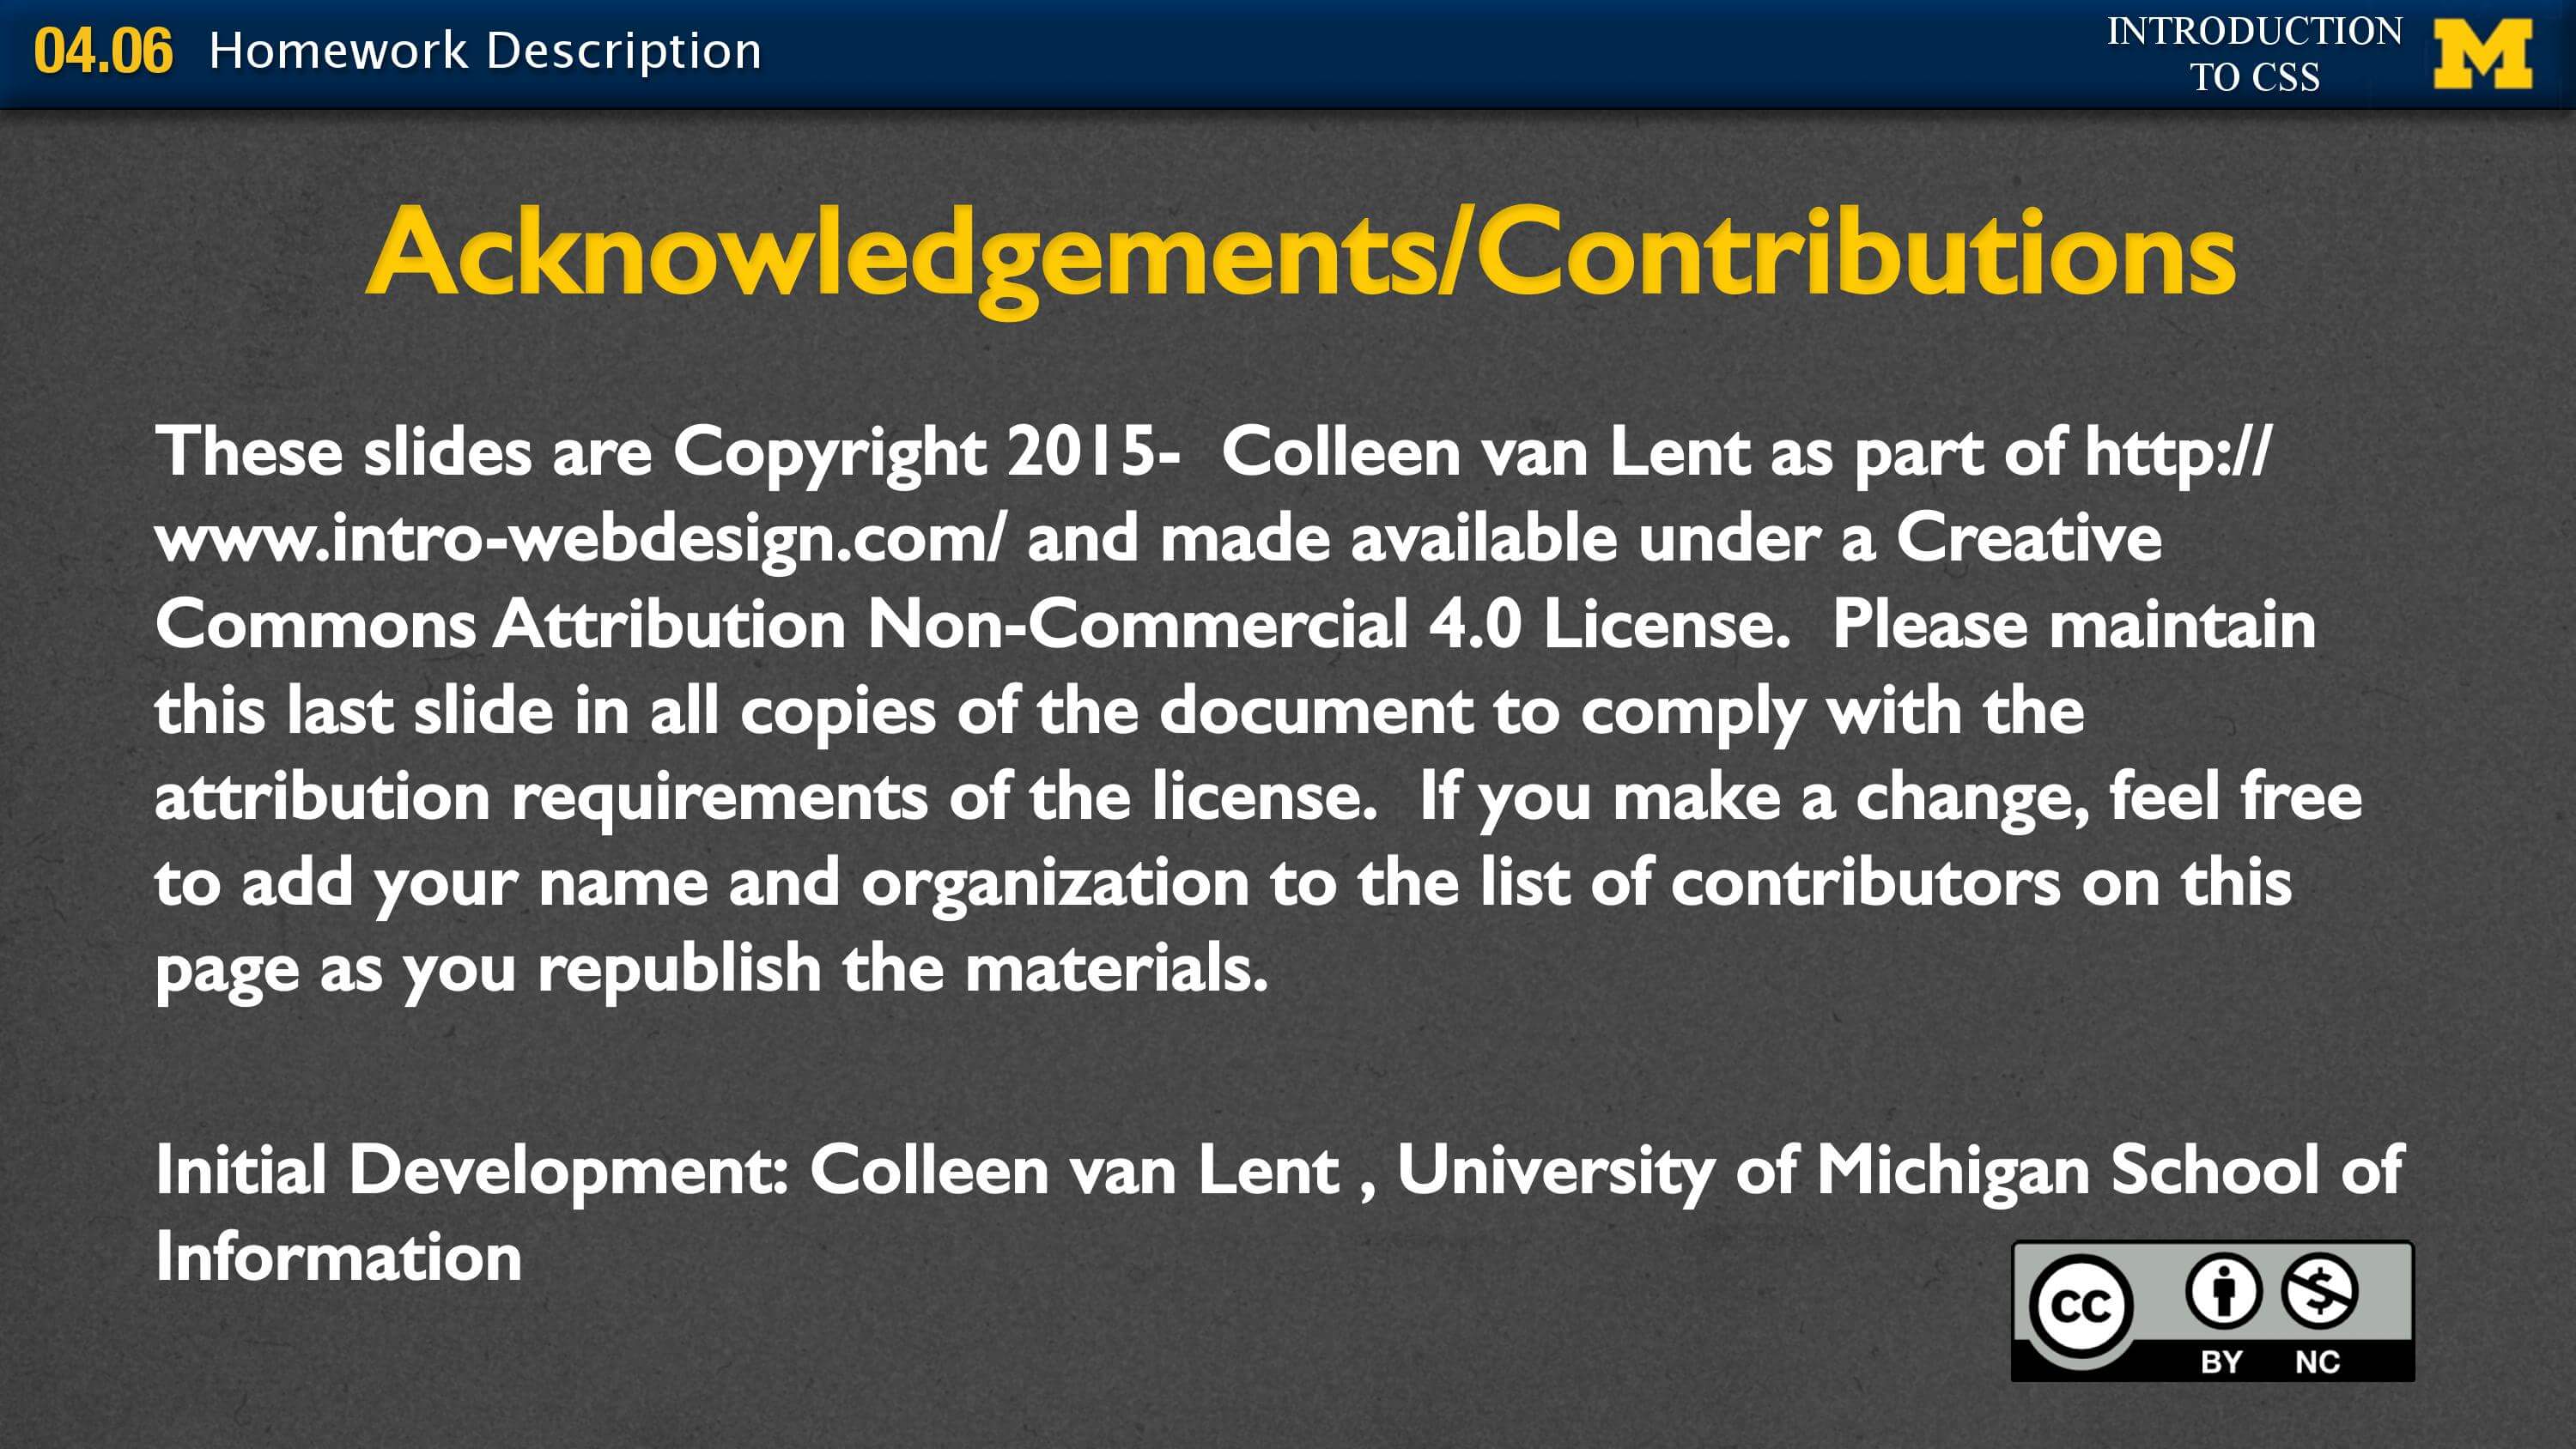 04.06 Homework Description
INTRODUCTION
TO CSS
M
Acknowledgements/Contributions
These slides are Copyright 2015-  Colleen van Lent as part of http://
www.intro-webdesign.com/ and made available under a Creative
Commons Attribution Non-Commercial 4.0 License.  Please maintain
this last slide in all copies of the document to comply with the
attribution requirements of the license.  If you make a change, feel free
to add your name and organization to the list of contributors on this
page as you republish the materials.
Initial Development: Colleen van Lent , University of Michigan School of
Information
cc
BY NC